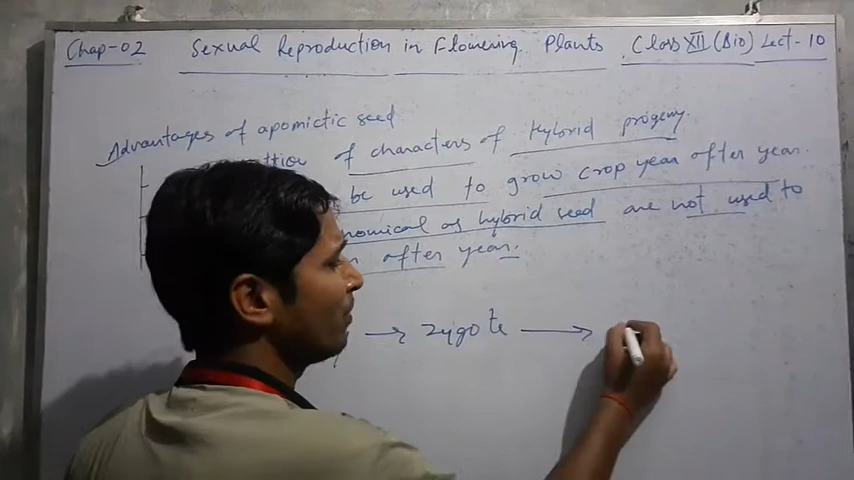 Chap-02 Sexual Reproduction in Flowering Plants Class XII (Bio) Lect-10
Advantages of apomictic seed
of characters of hybrid progeny.
be used to grow crop year after year.
nomical as hybrid seed are not used to
after year.
→ zygote →